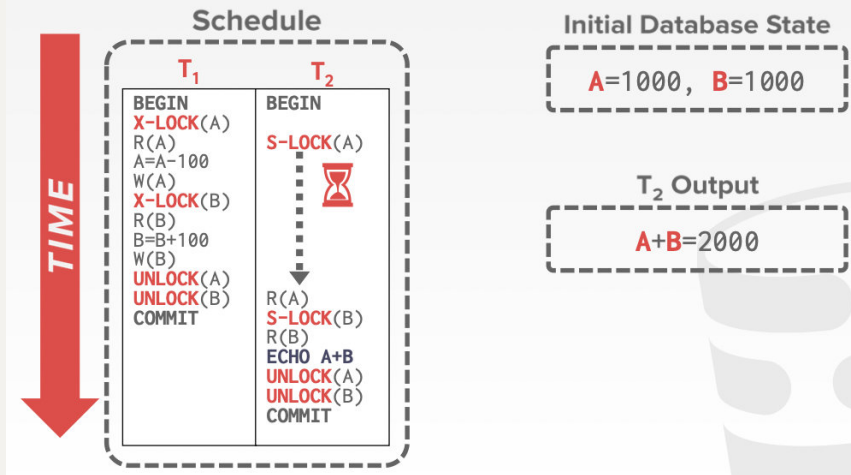 Schedule
TIME
T1
T2
BEGIN
X-LOCK(A)
R(A)
A=A-100
W(A)
X-LOCK(B)
R(B)
B=B+100
W(B)
UNLOCK(A)
UNLOCK(B)
COMMIT
BEGIN
S-LOCK(A)
R(A)
S-LOCK(B)
R(B)
ECHO A+B
UNLOCK(A)
UNLOCK(B)
COMMIT
Initial Database State
A=1000, B=1000
T2 Output
A+B=2000